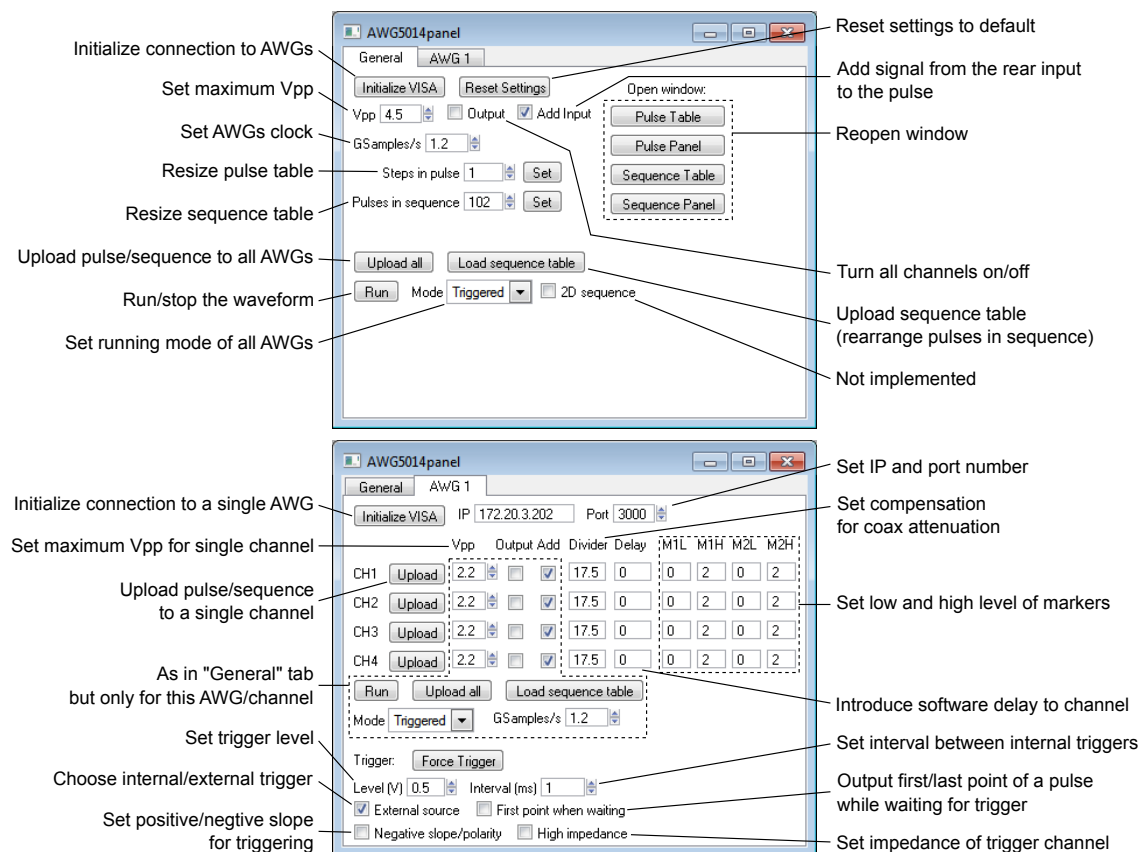 AWG5014panel
General AWG 1
Initialize VISA Reset Settings Open window:
Vpp 4.5 Output Add Input Pulse Table
GSamples/s 1.2 Pulse Panel
Steps in pulse 1 Set Sequence Table
Pulses in sequence 102 Set Sequence Panel
Upload all Load sequence table
Run Mode Triggered 2D sequence
Initialize connection to AWGs
Set maximum Vpp
Set AWGs clock
Resize pulse table
Resize sequence table
Upload pulse/sequence to all AWGs
Run/stop the waveform
Set running mode of all AWGs
Reset settings to default
Add signal from the rear input
to the pulse
Reopen window
Turn all channels on/off
Upload sequence table
(rearrange pulses in sequence)
Not implemented
AWG5014panel
General AWG 1
Initialize VISA IP 172.20.3.202 Port 3000
Vpp Output Add Divider Delay M1L M1H M2L M2H
CH1 Upload 2.2 17.5 0 0 2 0 2
CH2 Upload 2.2 17.5 0 0 2 0 2
CH3 Upload 2.2 17.5 0 0 2 0 2
CH4 Upload 2.2 17.5 0 0 2 0 2
Run Upload all Load sequence table
Mode Triggered GSamples/s 1.2
Trigger: Force Trigger
Level (V) 0.5 Interval (ms) 1
External source First point when waiting
Negative slope/polarity High impedance
Initialize connection to a single AWG
Set maximum Vpp for single channel
Upload pulse/sequence
to a single channel
As in "General" tab
but only for this AWG/channel
Set trigger level
Choose internal/external trigger
Set positive/negtive slope
for triggering
Set IP and port number
Set compensation
for coax attenuation
Set low and high level of markers
Introduce software delay to channel
Set interval between internal triggers
Output first/last point of a pulse
while waiting for trigger
Set impedance of trigger channel